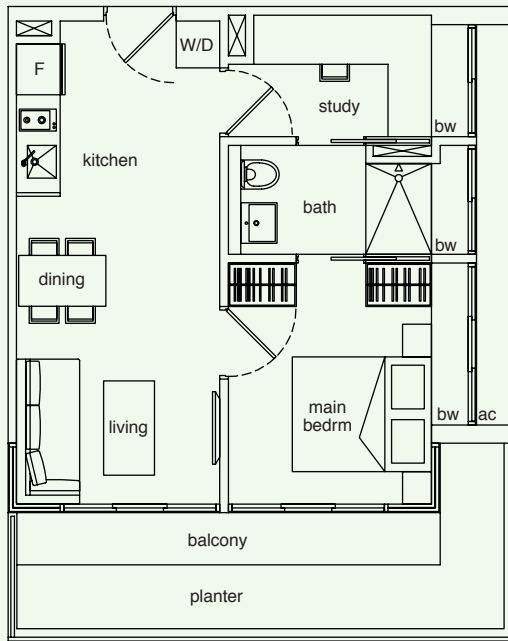 W/D
F
study
kitchen
bw
bath
bw
dining
main
bedrm
living
bw
ac
balcony
planter